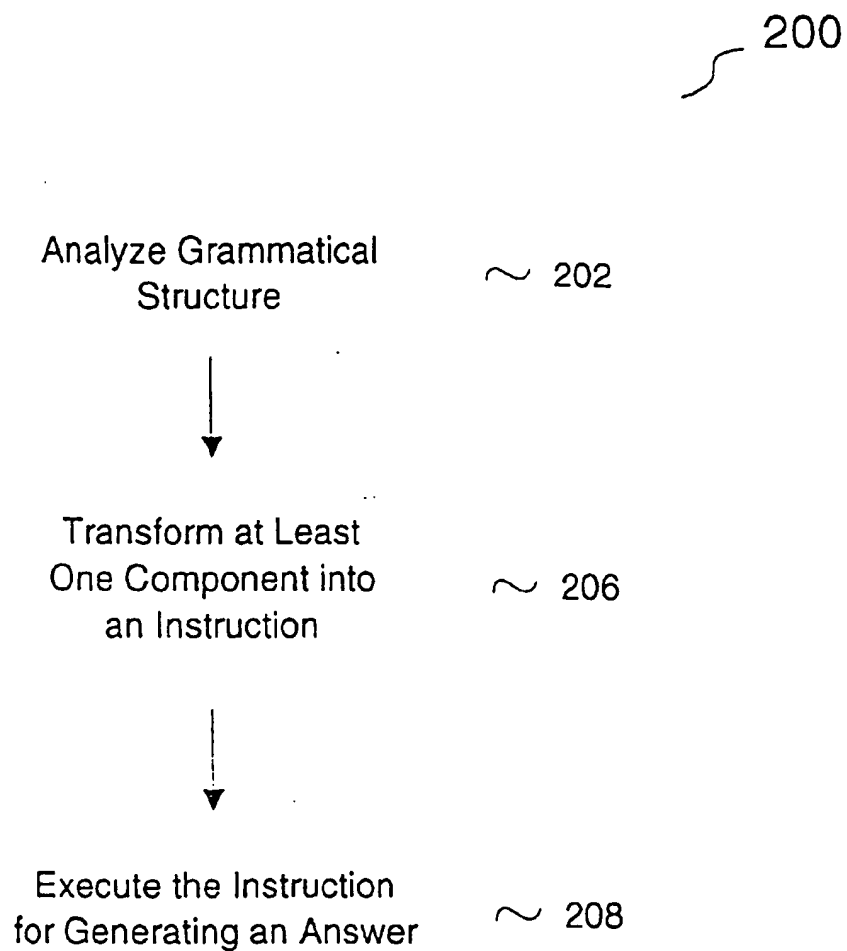 200
Analyze Grammatical
Structure
202
Transform at Least
One Component into
an Instruction
206
Execute the Instruction
for Generating an Answer
208